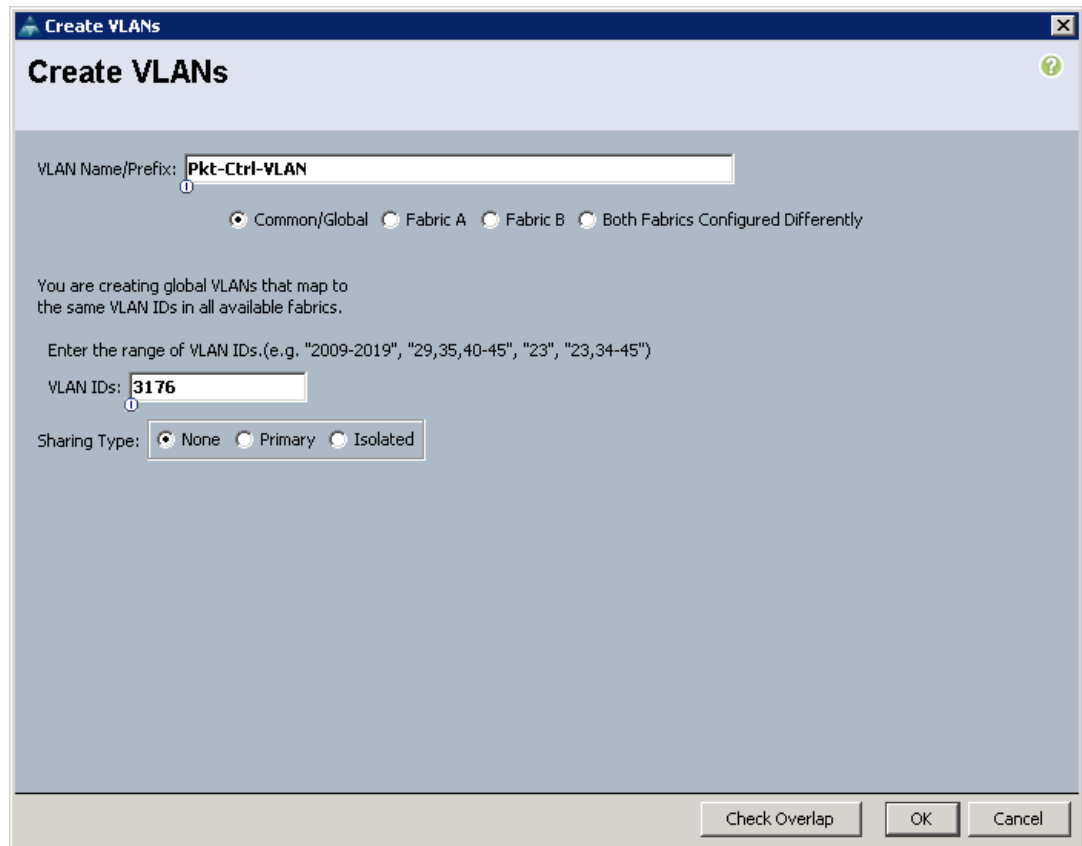 Create VLANs
Create VLANs
VLAN Name/Prefix: Pkt-Ctrl-VLAN
Common/Global Fabric A Fabric B Both Fabrics Configured Differently
You are creating global VLANs that map to
the same VLAN IDs in all available fabrics.
Enter the range of VLAN IDs.(e.g. "2009-2019", "29,35,40-45", "23", "23,34-45")
VLAN IDs: 3176
Sharing Type: None Primary Isolated
Check Overlap OK Cancel